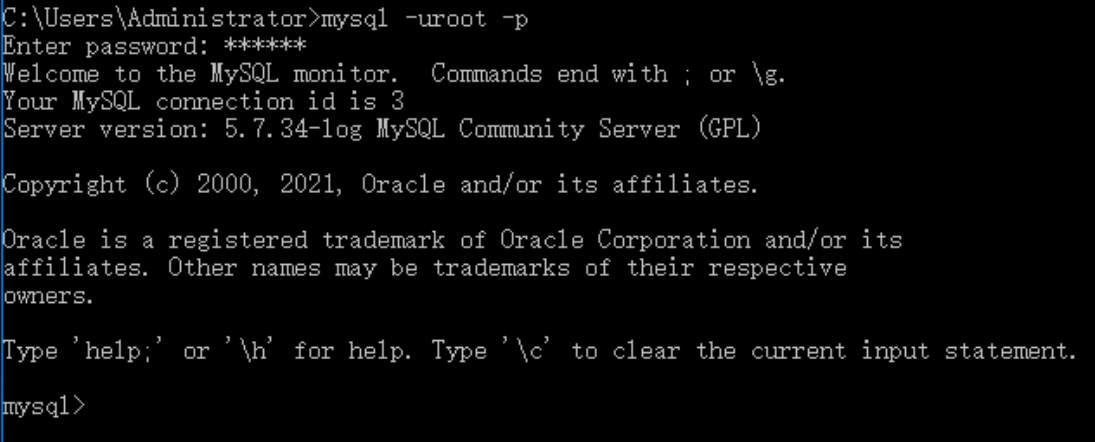 C:\Users\Administrator>mysql -uroot -p
Enter password: ******
Welcome to the MySQL monitor.  Commands end with ; or \g.
Your MySQL connection id is 3
Server version: 5.7.34-log MySQL Community Server (GPL)
Copyright (c) 2000, 2021, Oracle and/or its affiliates.
Oracle is a registered trademark of Oracle Corporation and/or its
affiliates. Other names may be trademarks of their respective
owners.
Type 'help;' or '\h' for help. Type '\c' to clear the current input statement.
mysql>